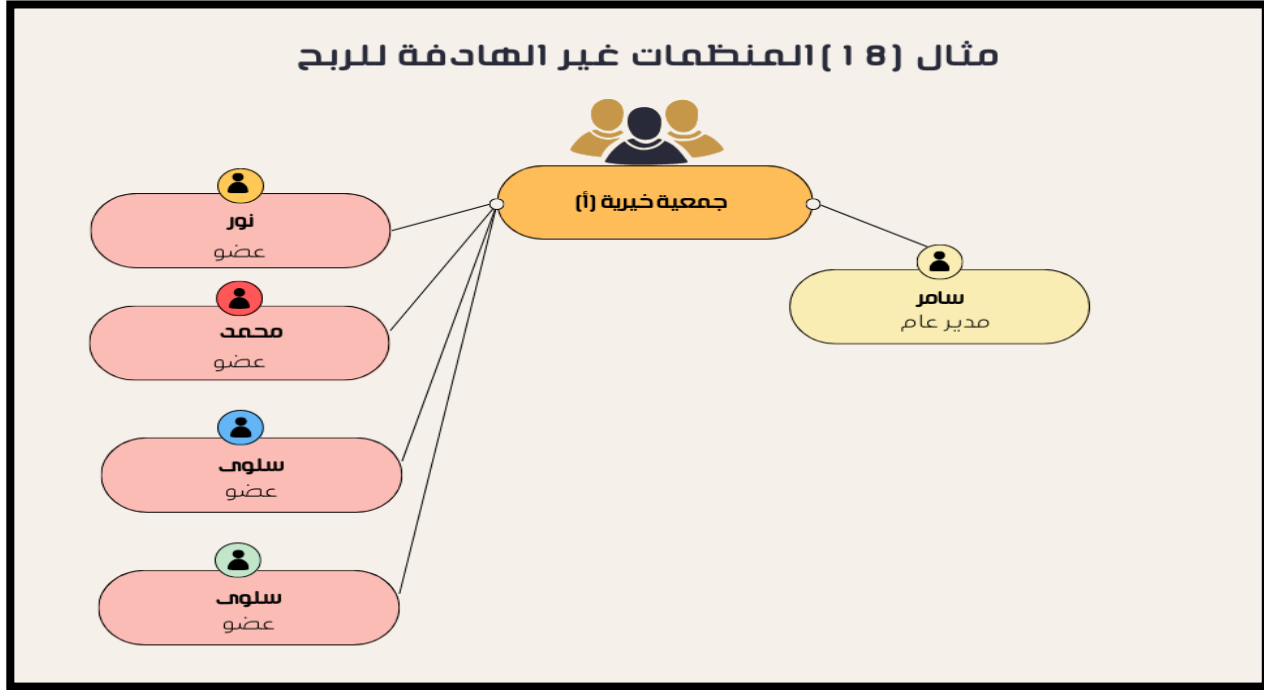 مثال (18) المنظمات غير الهادفة للربح
جمعية خيرية (أ)
سامر
مدير عام
نور
عضو
محمد
عضو
سلوى
عضو
سلوى
عضو